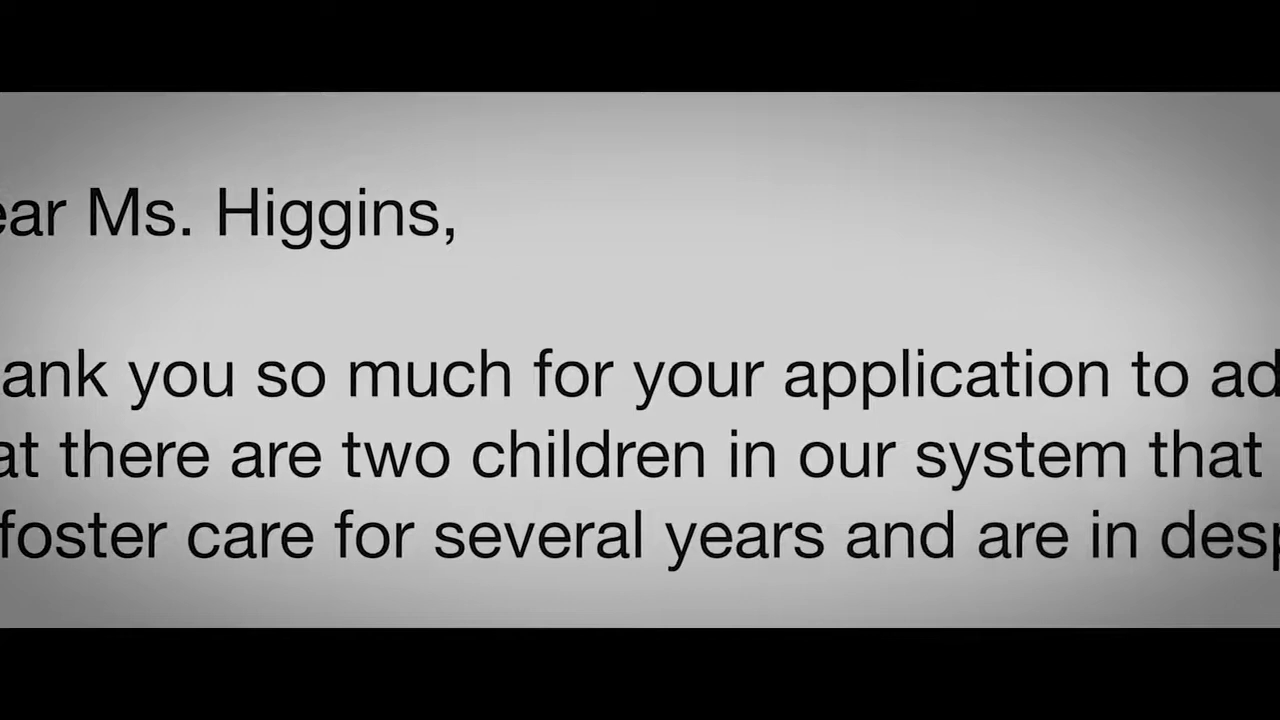 ear Ms. Higgins,
ank you so much for your application to ad
at there are two children in our system that
foster care for several years and are in desp